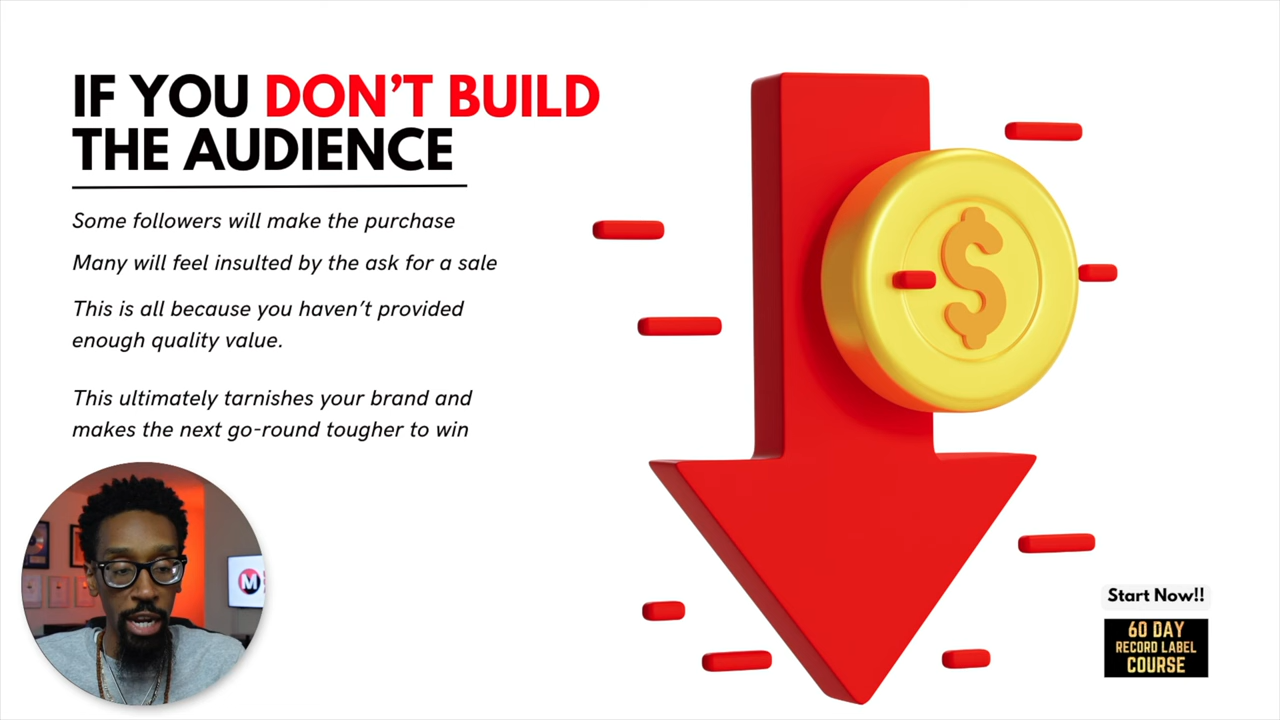 IF YOU DON'T BUILD
THE AUDIENCE
Some followers will make the purchase
Many will feel insulted by the ask for a sale
This is all because you haven't provided
enough quality value.
This ultimately tarnishes your brand and
makes the next go-round tougher to win
$
M
Start Now!!
60 DAY
RECORD LABEL
COURSE